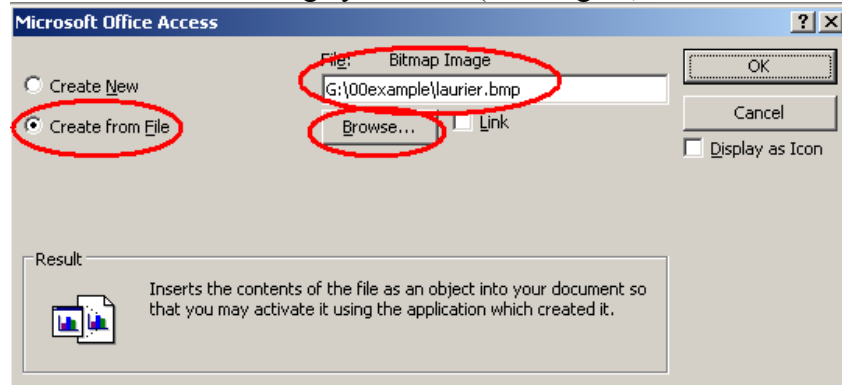 Microsoft Office Access
File: Bitmap Image
Create New
G:\00example\laurier.bmp
OK
Create from File
Browse...
Link
Cancel
Display as Icon
Result
Inserts the contents of the file as an object into your document so
that you may activate it using the application which created it.